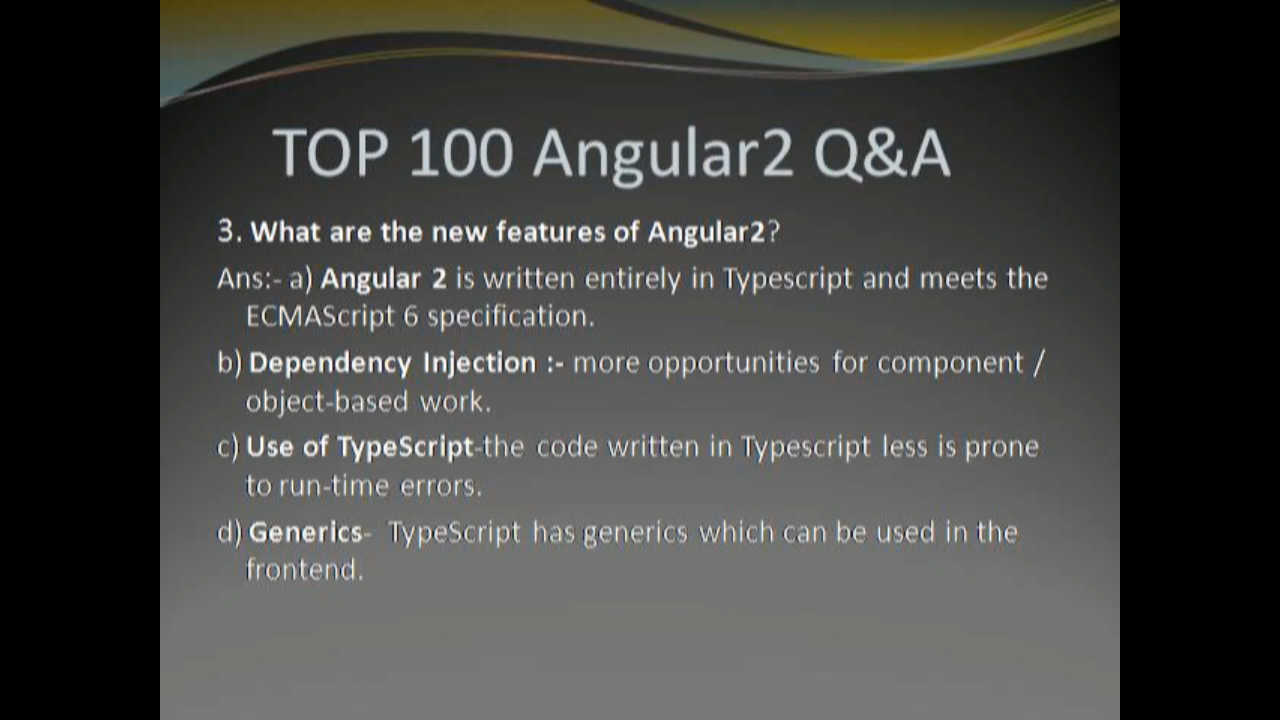 TOP 100 Angular2 Q&A
3. What are the new features of Angular2?
Ans:- a) Angular 2 is written entirely in Typescript and meets the
ECMAScript 6 specification.
b) Dependency Injection :- more opportunities for component /
object-based work.
c) Use of TypeScript-the code written in Typescript less is prone
to run-time errors.
d) Generics- TypeScript has generics which can be used in the
frontend.